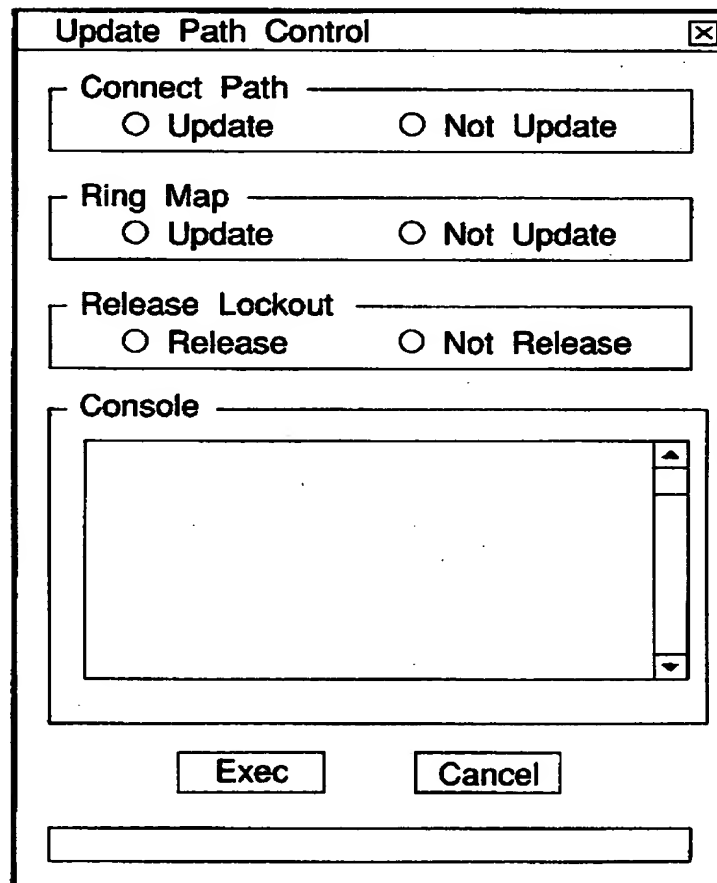 Update Path Control
Connect Path
Update Not Update
Ring Map
Update Not Update
Release Lockout
Release Not Release
Console
Exec Cancel